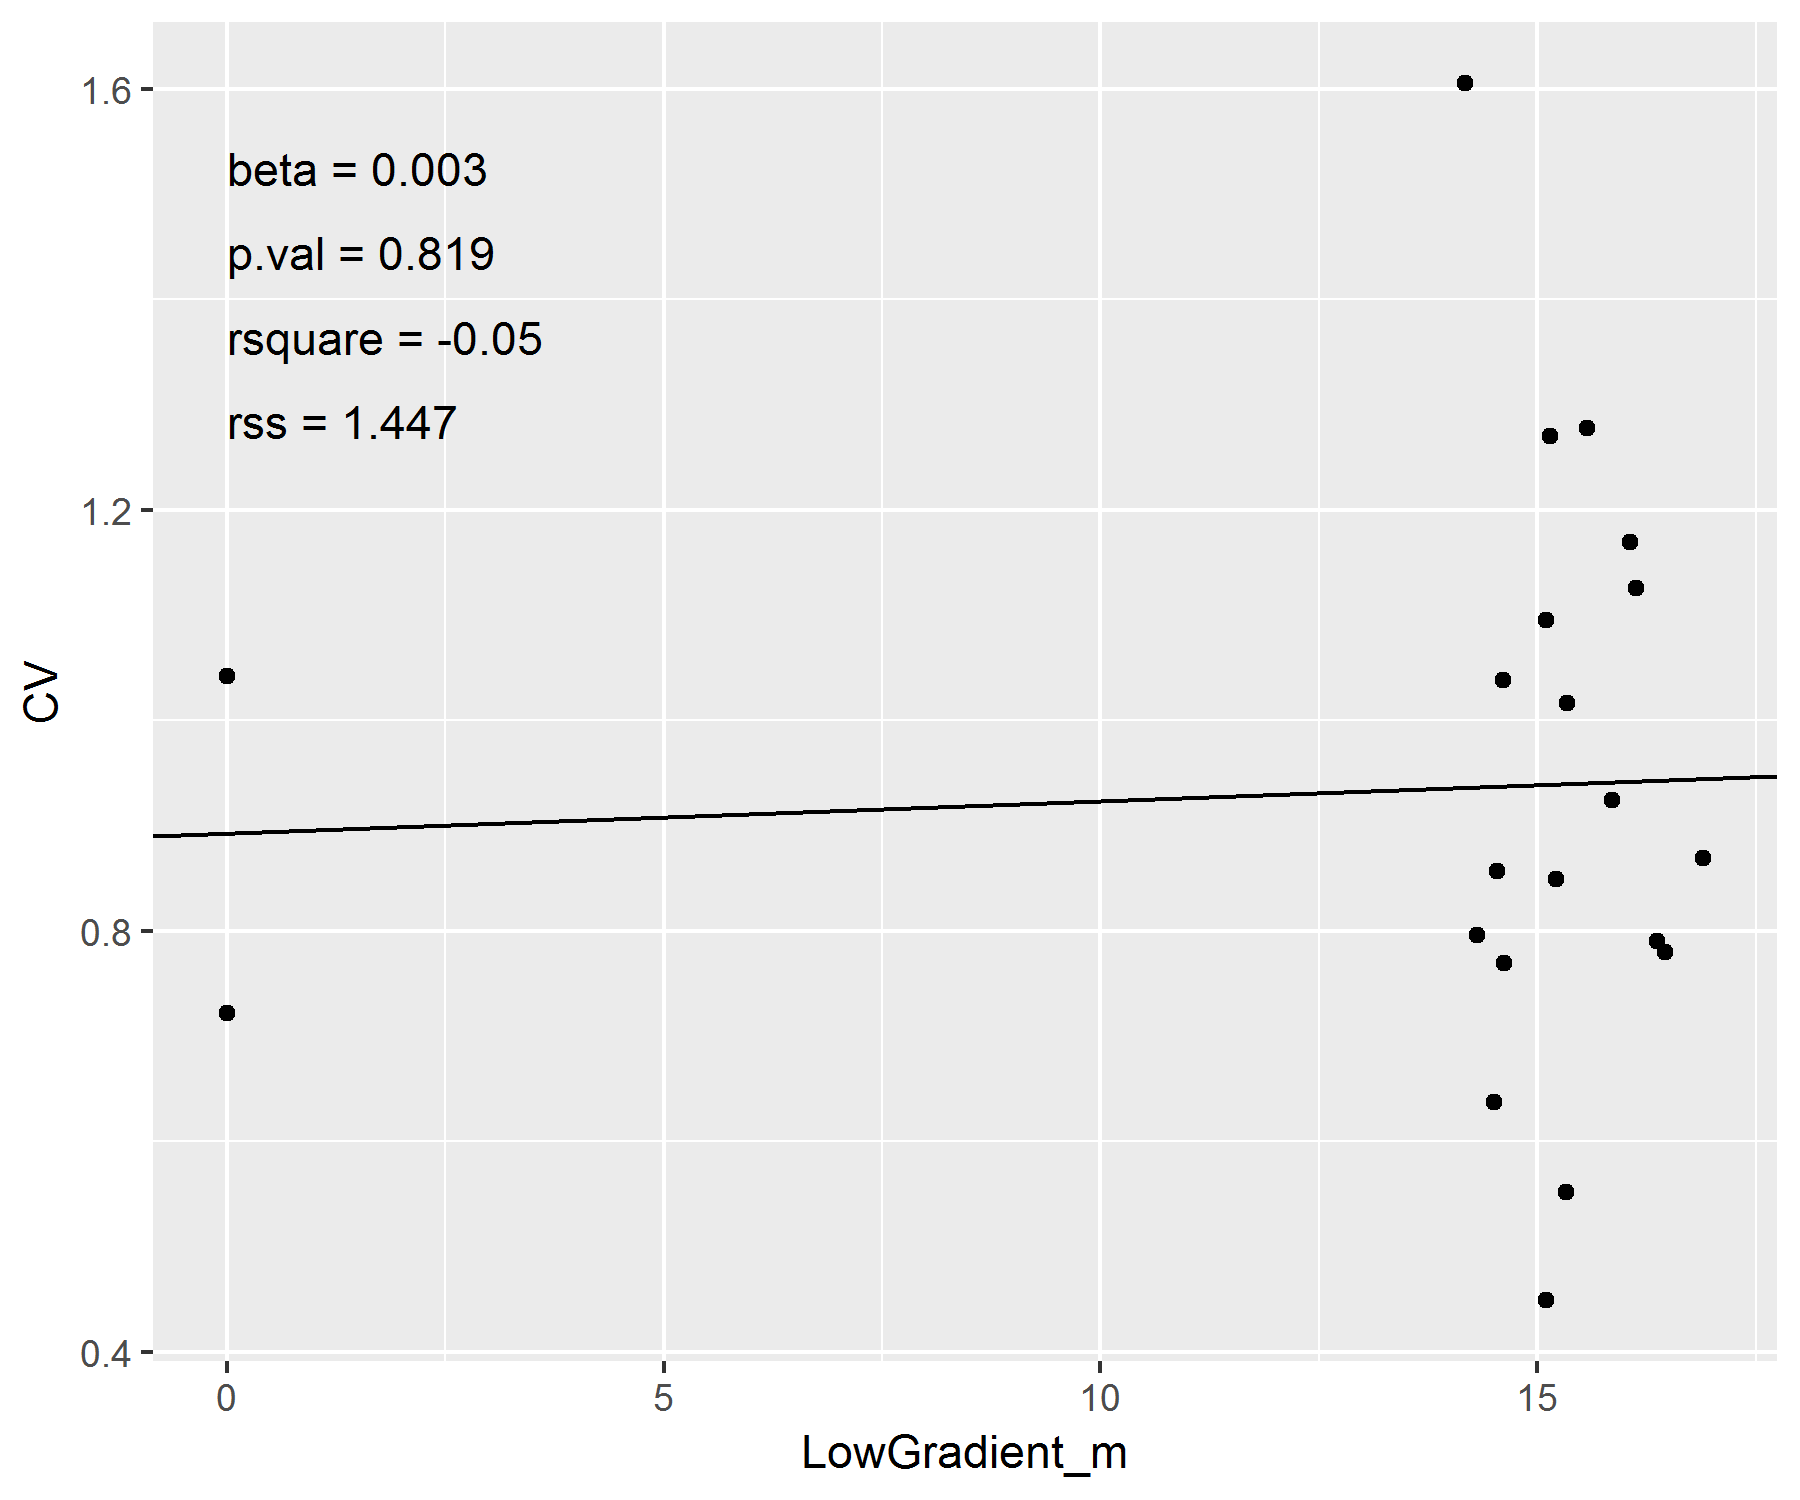 1.6
beta = 0.003
p.val = 0.819
rsquare = -0.05
rss = 1.447
1.2
CV
0.8
0.4
0 5 10 15
LowGradient_m